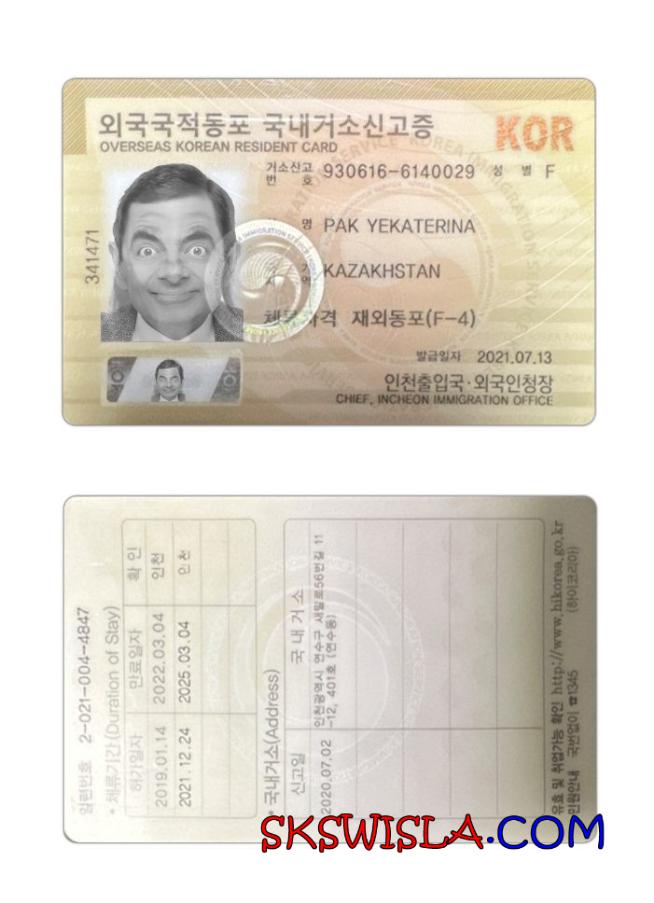 외국국적동포 국내거소신고증
OVERSEAS KOREAN RESIDENT CARD
KOR
거소신고
번 호 930616-6140029 성 별 F
명 PAK YEKATERINA
KAZAKHSTAN
체류자격 재외동포(F-4)
발급일자 2021.07.13
인천출입국·외국인청장
CHIEF, INCHEON IMMIGRATION OFFICE
341471
일련번호 2-021-004-4847
* 체류기간(Duration of Stay)
허가일자 만료일자 확 인
2019.01.14 2022.03.04 인천
2021.12.24 2025.03.04 인천
* 국내거소(Address)
신고일 국 내 거 소
2020.07.02 인천광역시 연수구 새말로56번길 11
-12, 401호 (연수동)
유효 및 취업가능 확인 http://www.hikorea.go.kr
민원안내 국번없이 ☎1345 (하이코리아)
SKSWISLA.COM